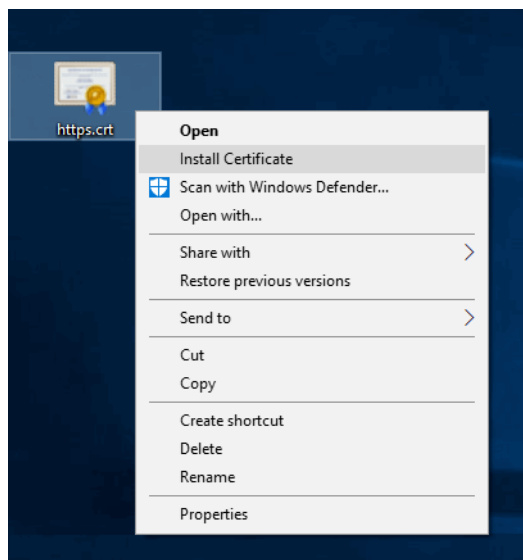 https.crt
Open
Install Certificate
Scan with Windows Defender...
Open with...
Share with
Restore previous versions
Send to
Cut
Copy
Create shortcut
Delete
Rename
Properties